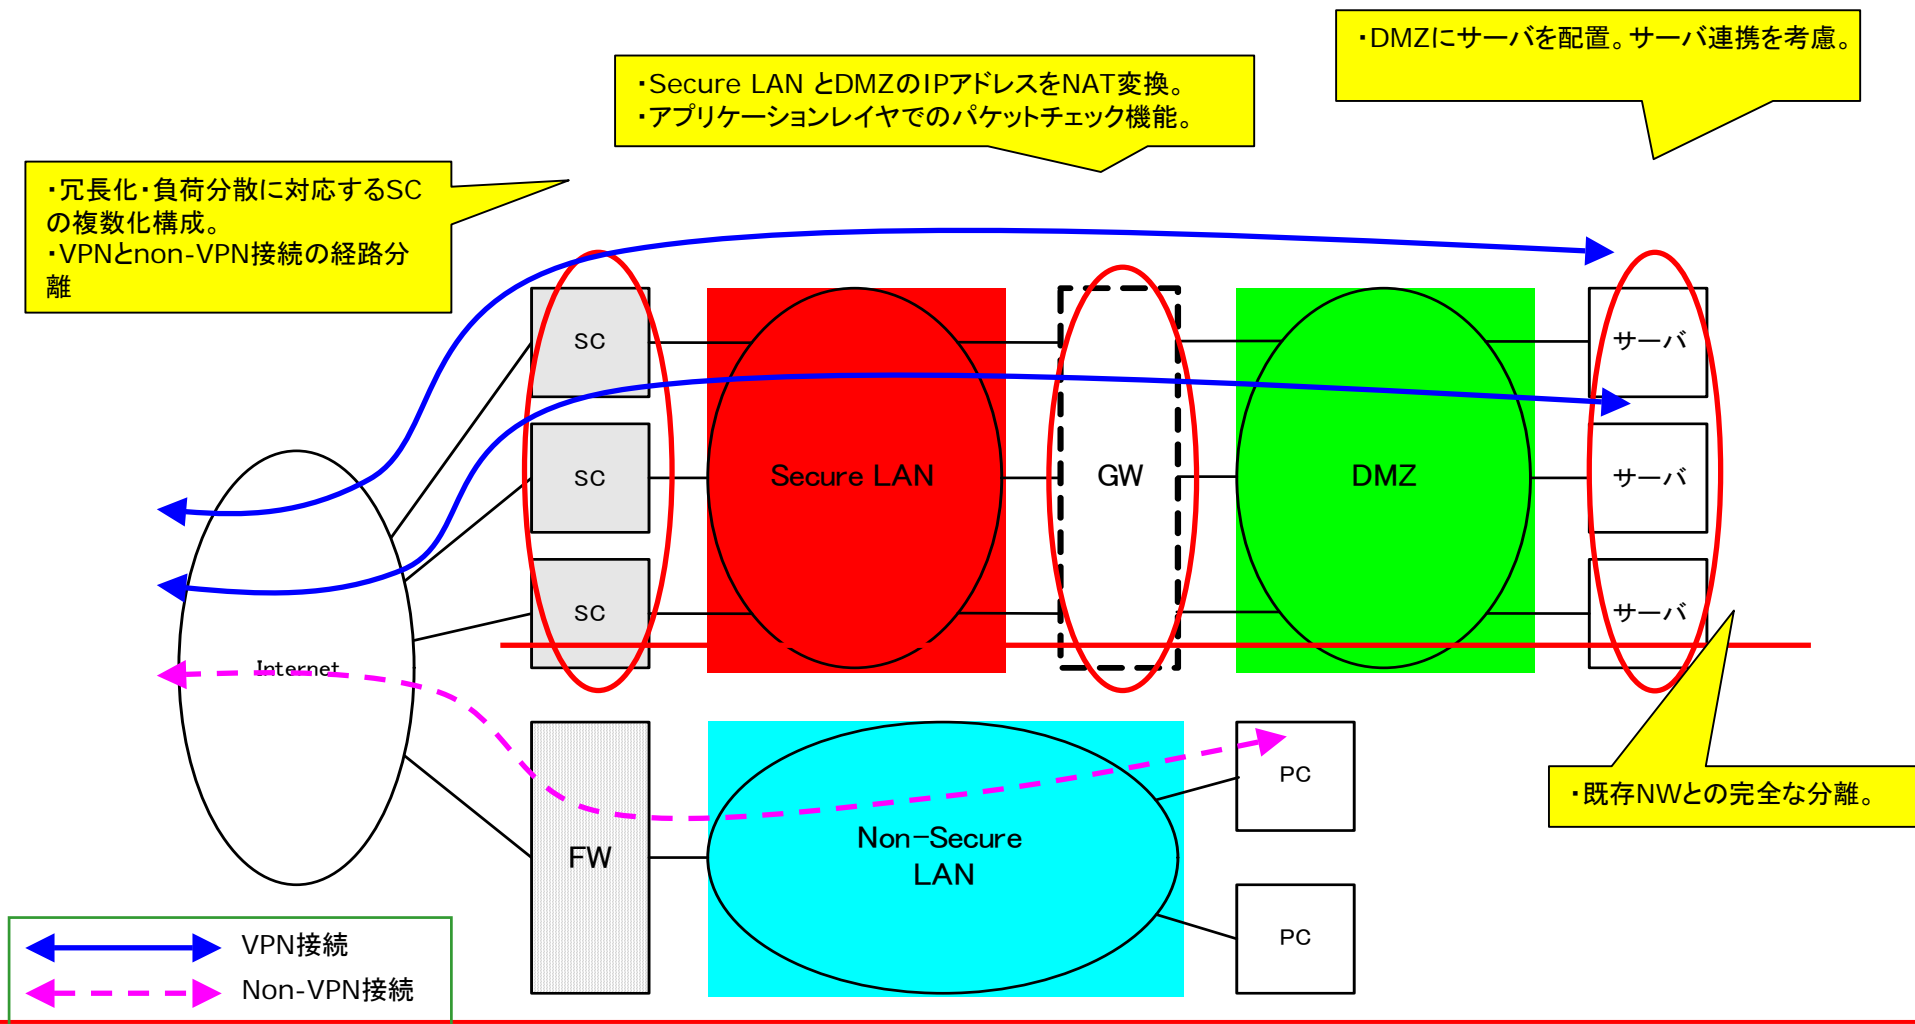 ・DMZにサーバを配置。サーバ連携を考慮。
・Secure LAN とDMZのIPアドレスをNAT変換。
・アプリケーションレイヤでのパケットチェック機能。
・冗長化・負荷分散に対応するSC
の複数化構成。
・VPNとnon-VPN接続の経路分
離
SC
サーバ
SC
Secure LAN
GW
DMZ
サーバ
SC
サーバ
Internet
PC
・既存NWとの完全な分離。
FW
Non-Secure
LAN
PC
VPN接続
Non-VPN接続